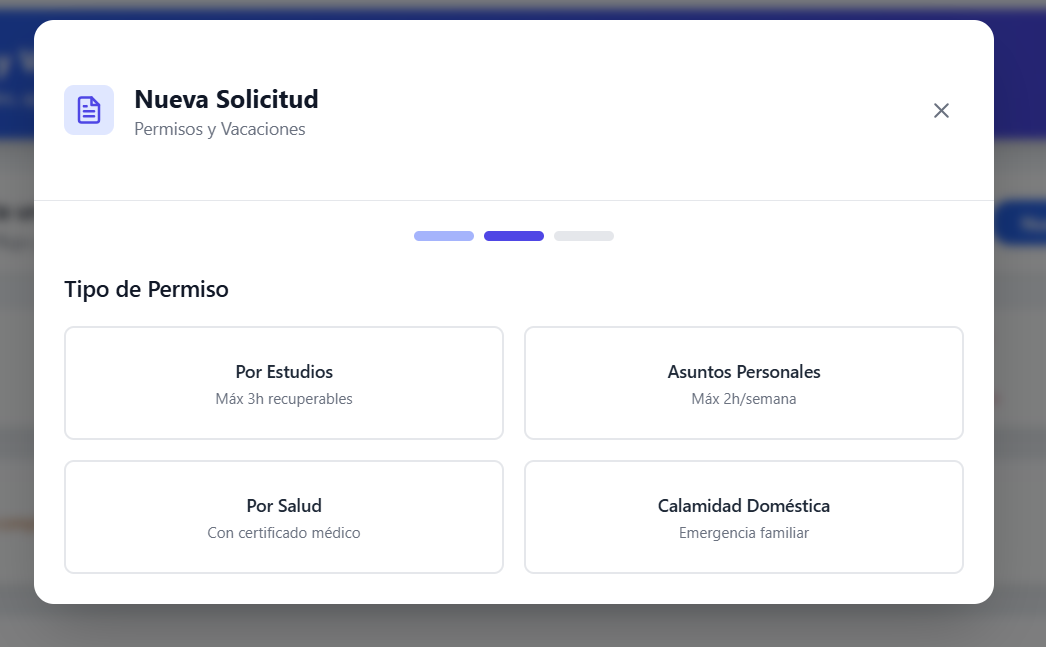 Nueva Solicitud
Permisos y Vacaciones
Tipo de Permiso
Por Estudios
Máx 3h recuperables
Asuntos Personales
Máx 2h/semana
Por Salud
Con certificado médico
Calamidad Doméstica
Emergencia familiar